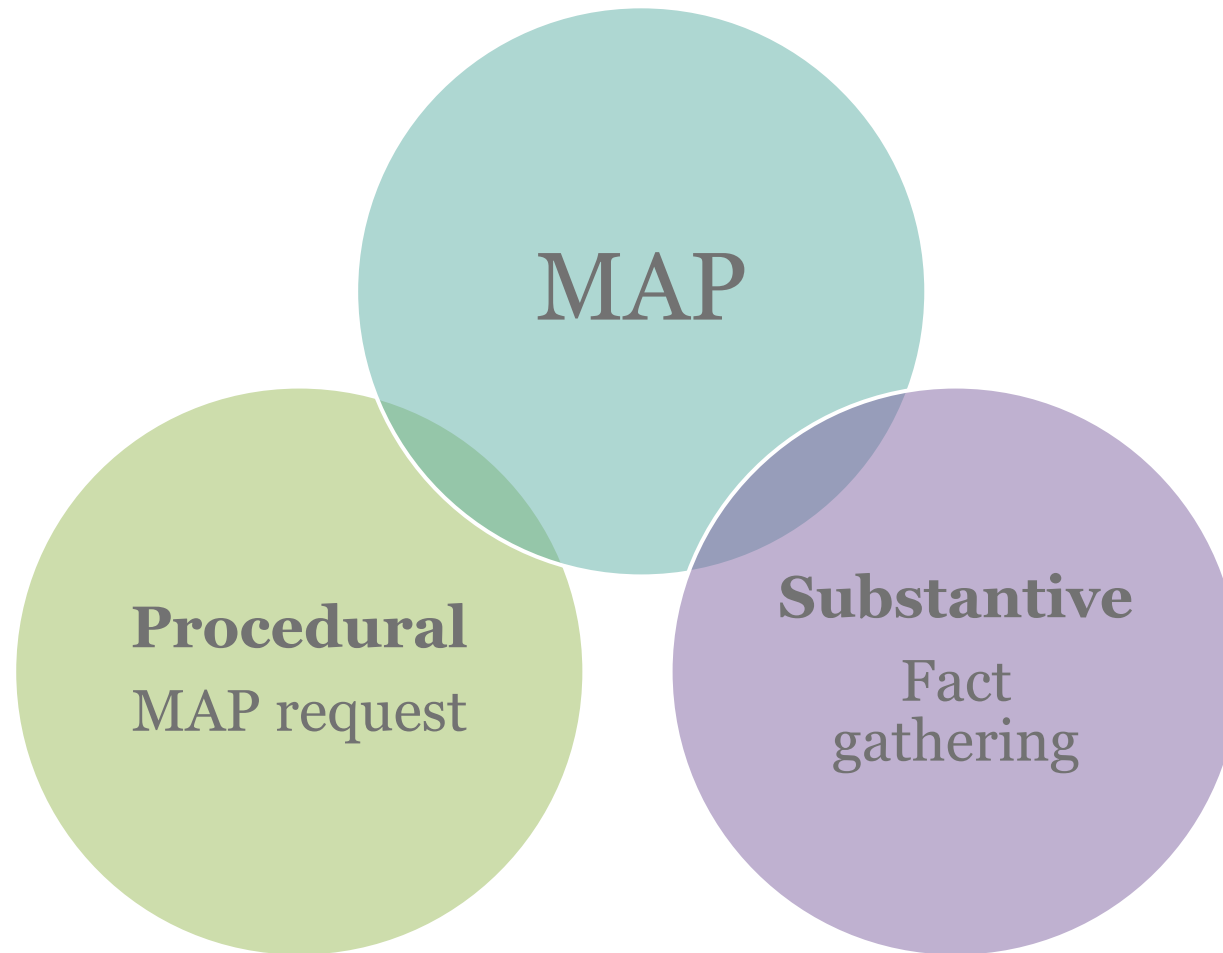 MAP
Procedural
MAP request
Substantive
Fact
gathering